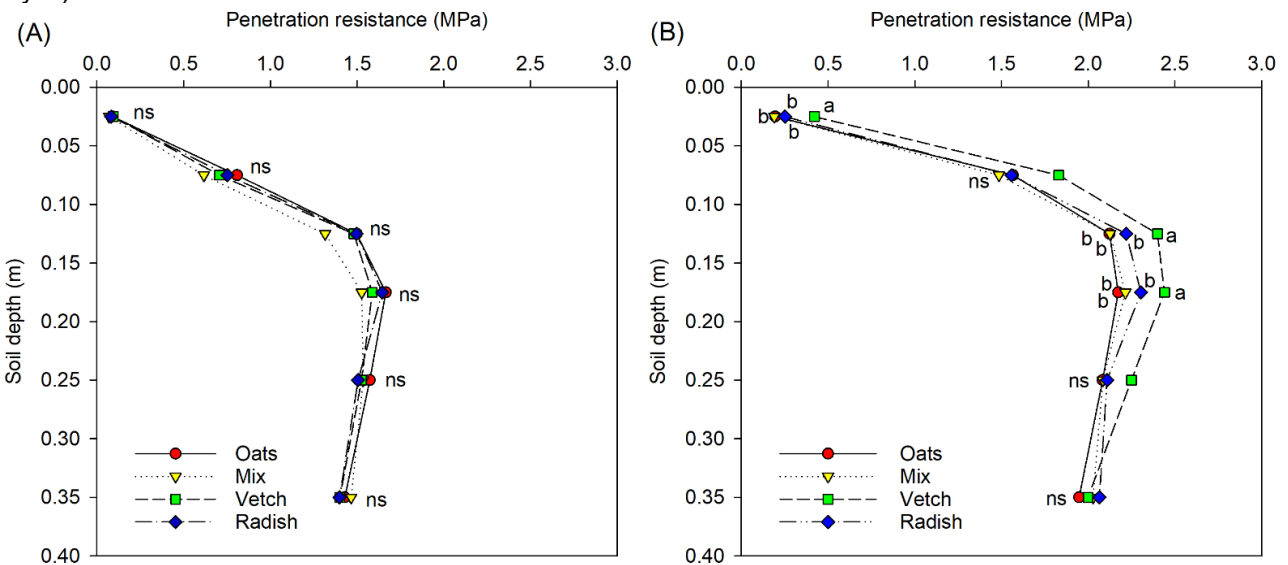 Penetration resistance (MPa)
(A)
0.0 0.5 1.0 1.5 2.0 2.5 3.0
0.00
0.05
0.10
0.15
0.20
0.25
0.30
0.35
0.40
Soil depth (m)
ns
ns
ns
ns
ns
ns
Oats
Mix
Vetch
Radish
Penetration resistance (MPa)
(B)
0.0 0.5 1.0 1.5 2.0 2.5 3.0
0.00
0.05
0.10
0.15
0.20
0.25
0.30
0.35
0.40
Soil depth (m)
b a
b
b
ns
b b a
b
b b a
b
ns
ns
Oats
Mix
Vetch
Radish